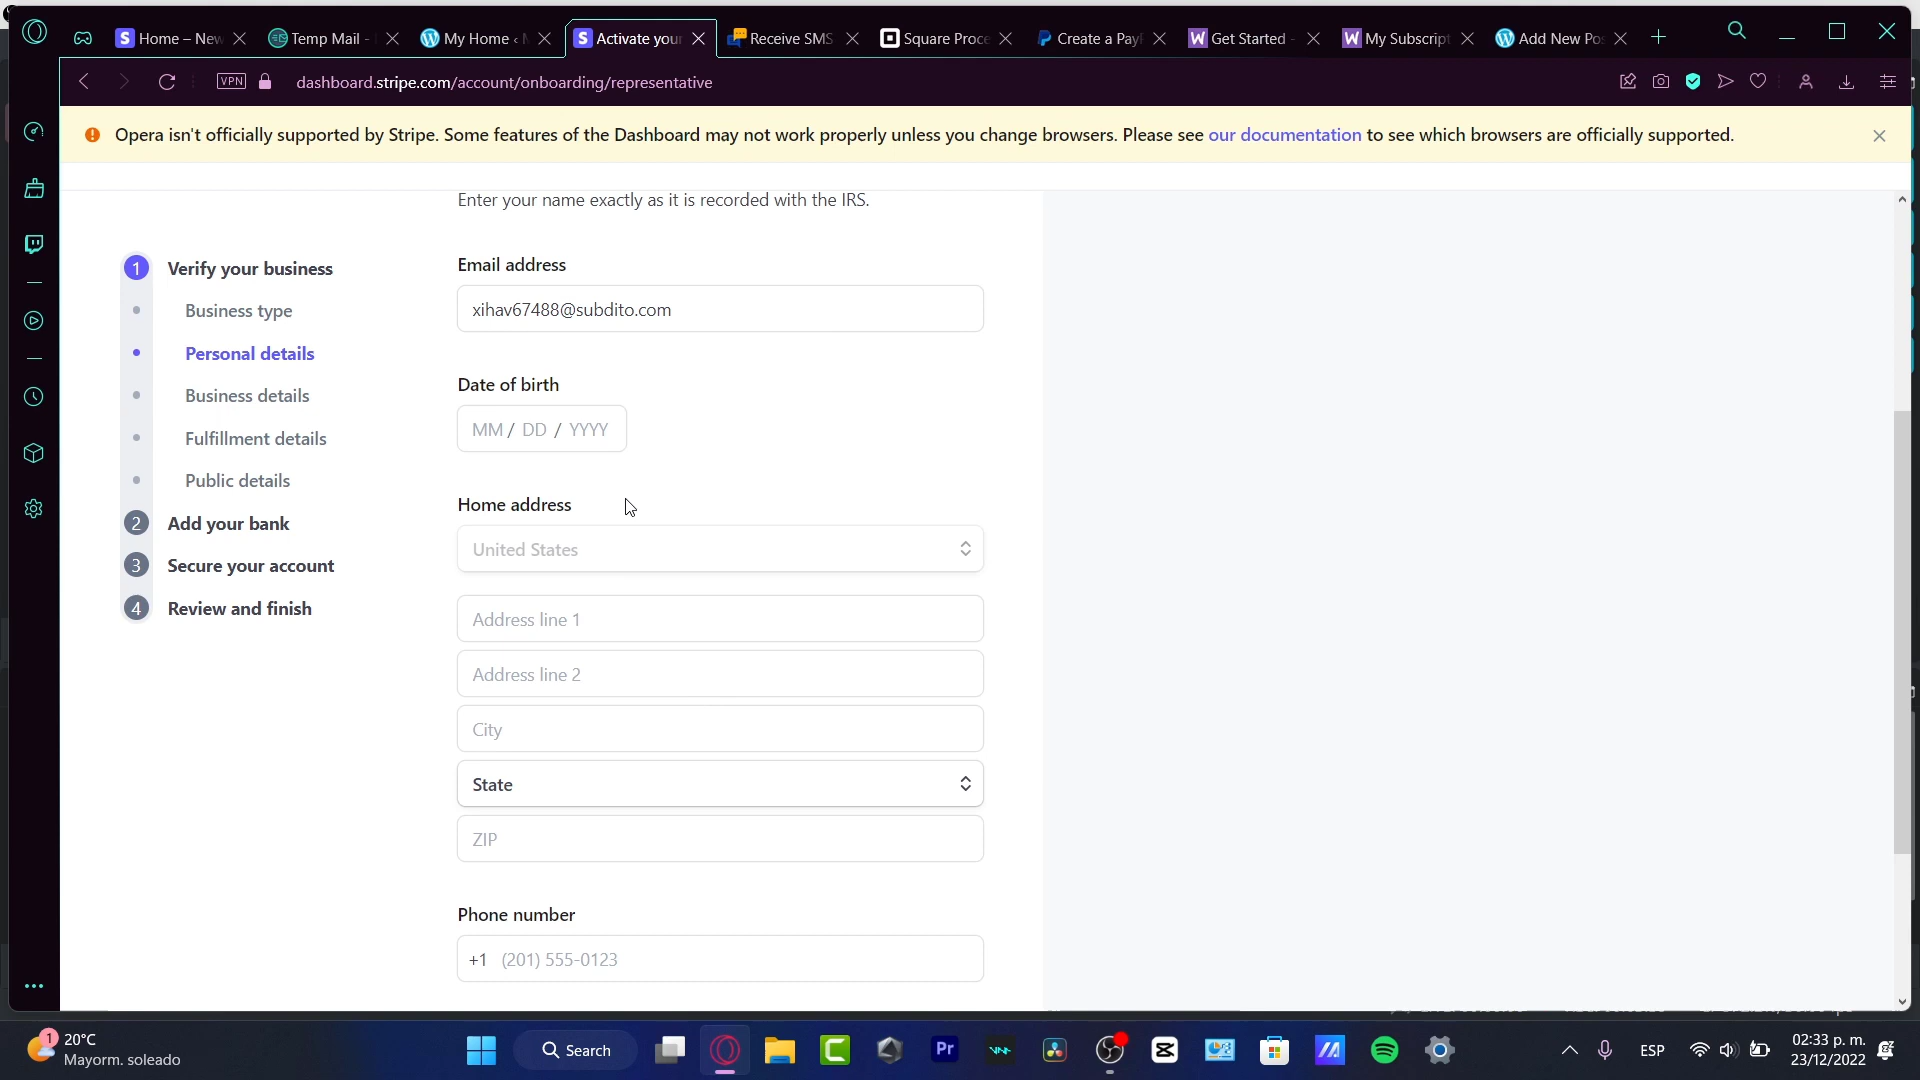 Home – New
Temp Mail -
My Home ‹
Activate your
Receive SMS
Square Proce
Create a Pay
Get Started -
My Subscript
Add New Pos
VPN
dashboard.stripe.com/account/onboarding/representative
Opera isn't officially supported by Stripe. Some features of the Dashboard may not work properly unless you change browsers. Please see our documentation to see which browsers are officially supported.
Enter your name exactly as it is recorded with the IRS.
1 Verify your business
Business type
Personal details
Business details
Fulfillment details
Public details
2 Add your bank
3 Secure your account
4 Review and finish
Email address
xihav67488@subdito.com
Date of birth
MM / DD / YYYY
Home address
United States
Address line 1
Address line 2
City
State
ZIP
Phone number
+1 (201) 555-0123
1
20°C
Mayorm. soleado
Search
Pr
ESP
02:33 p. m.
23/12/2022